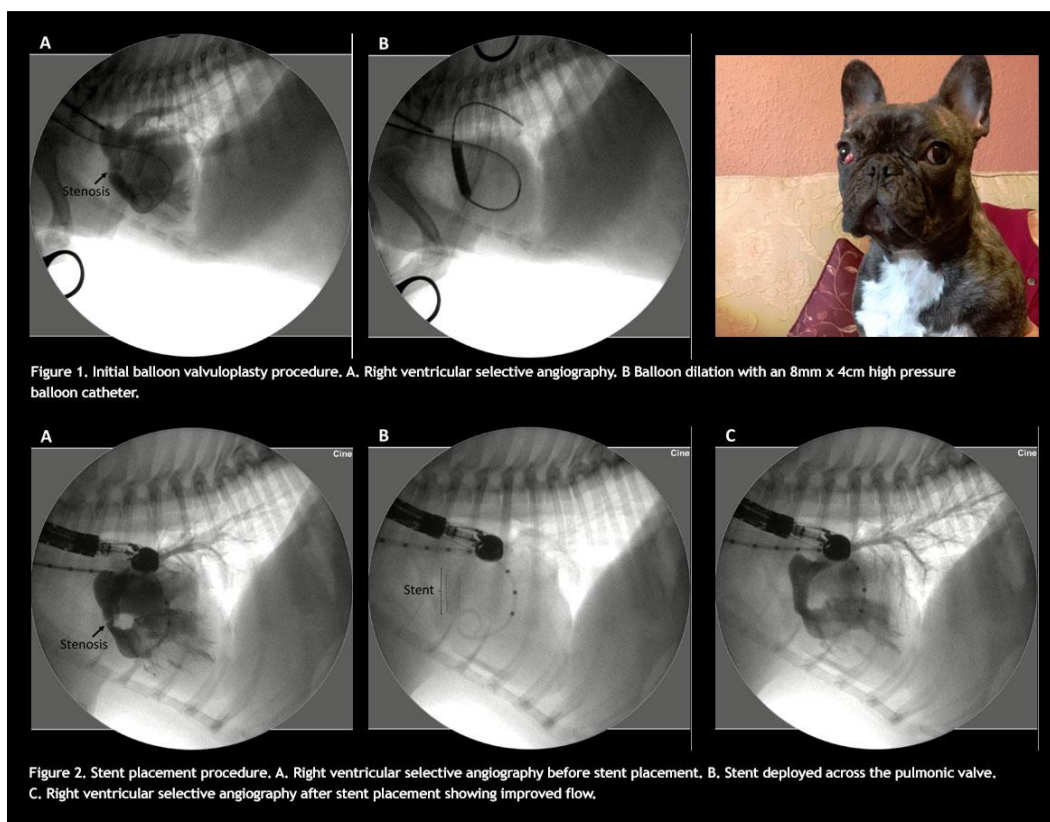 A
B
Stenosis
Figure 1. Initial balloon valvuloplasty procedure. A. Right ventricular selective angiography. B Balloon dilation with an 8mm x 4cm high pressure
balloon catheter.
A
B
C
Cine
Cine
Cine
Stent
Stenosis
Figure 2. Stent placement procedure. A. Right ventricular selective angiography before stent placement. B. Stent deployed across the pulmonic valve.
C. Right ventricular selective angiography after stent placement showing improved flow.